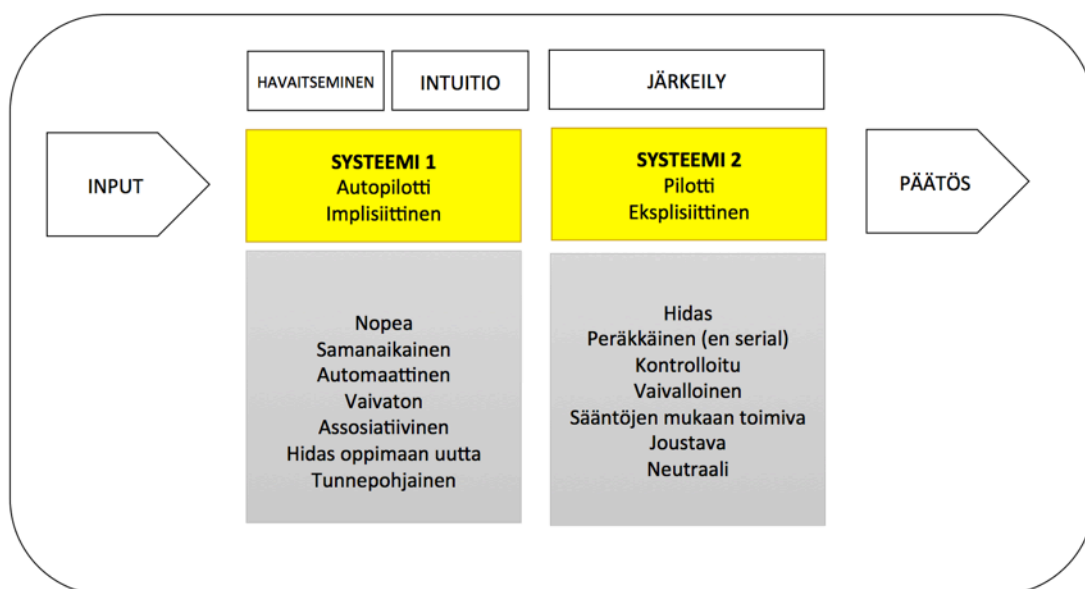 HAVAITSEMINEN
INTUITIO
JÄRKEILY
INPUT
SYSTEEMI 1
Autopilotti
Implisiittinen
SYSTEEMI 2
Pilotti
Eksplisiittinen
PÄÄTÖS
Nopea
Samanaikainen
Automaattinen
Vaivaton
Assosiatiivinen
Hidas oppimaan uutta
Tunnepohjainen
Hidas
Peräkkäinen (en serial)
Kontrolloitu
Vaivalloinen
Sääntöjen mukaan toimiva
Joustava
Neutraali